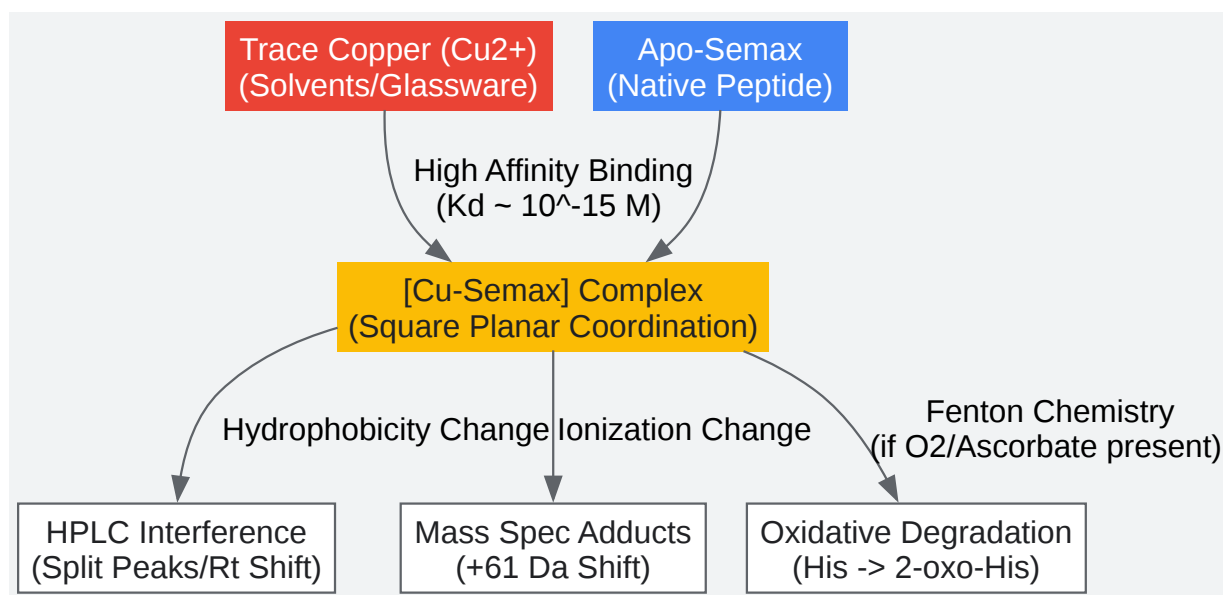 Trace Copper (Cu2+)
(Solvents/Glassware)
Apo-Semax
(Native Peptide)
High Affinity Binding
(Kd ~ 10^-15 M)
[Cu-Semax] Complex
(Square Planar Coordination)
Hydrophobicity Change
Ionization Change
Fenton Chemistry
(if O2/Ascorbate present)
HPLC Interference
(Split Peaks/Rt Shift)
Mass Spec Adducts
(+61 Da Shift)
Oxidative Degradation
(His -> 2-oxo-His)